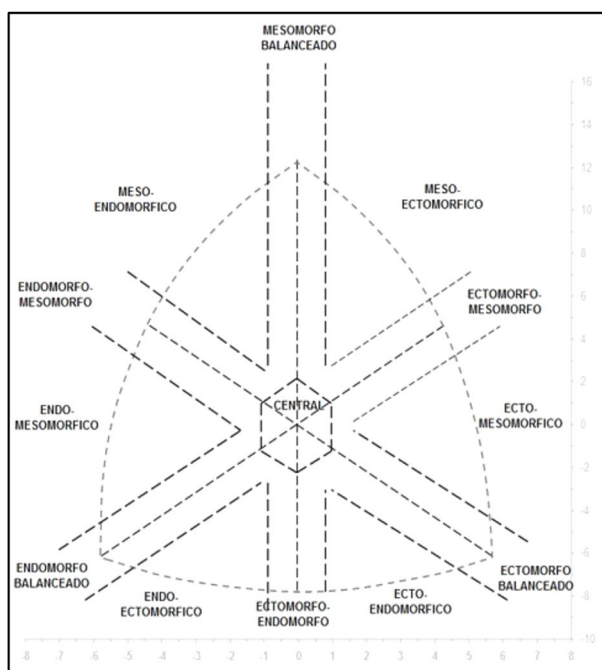 MESOMORFO
BALANCEADO
16
14
MESO-
ENDOMORFICO
MESO-
ECTOMORFICO
12
10
8
ENDOMORFO-
MESOMORFO
ECTOMORFO-
MESOMORFO
6
4
2
CENTRAL
ENDO-
MESOMORFICO
ECTO-
MESOMORFICO
0
-2
-4
-6
ENDOMORFO
BALANCEADO
ECTOMORFO
BALANCEADO
ENDO-
ECTOMORFICO
ECTOMORFO-
ENDOMORFO
ECTO-
ENDOMORFICO
-8
-10
-8 -7 -6 -5 -4 -3 -2 -1 0 1 2 3 4 5 6 7 8